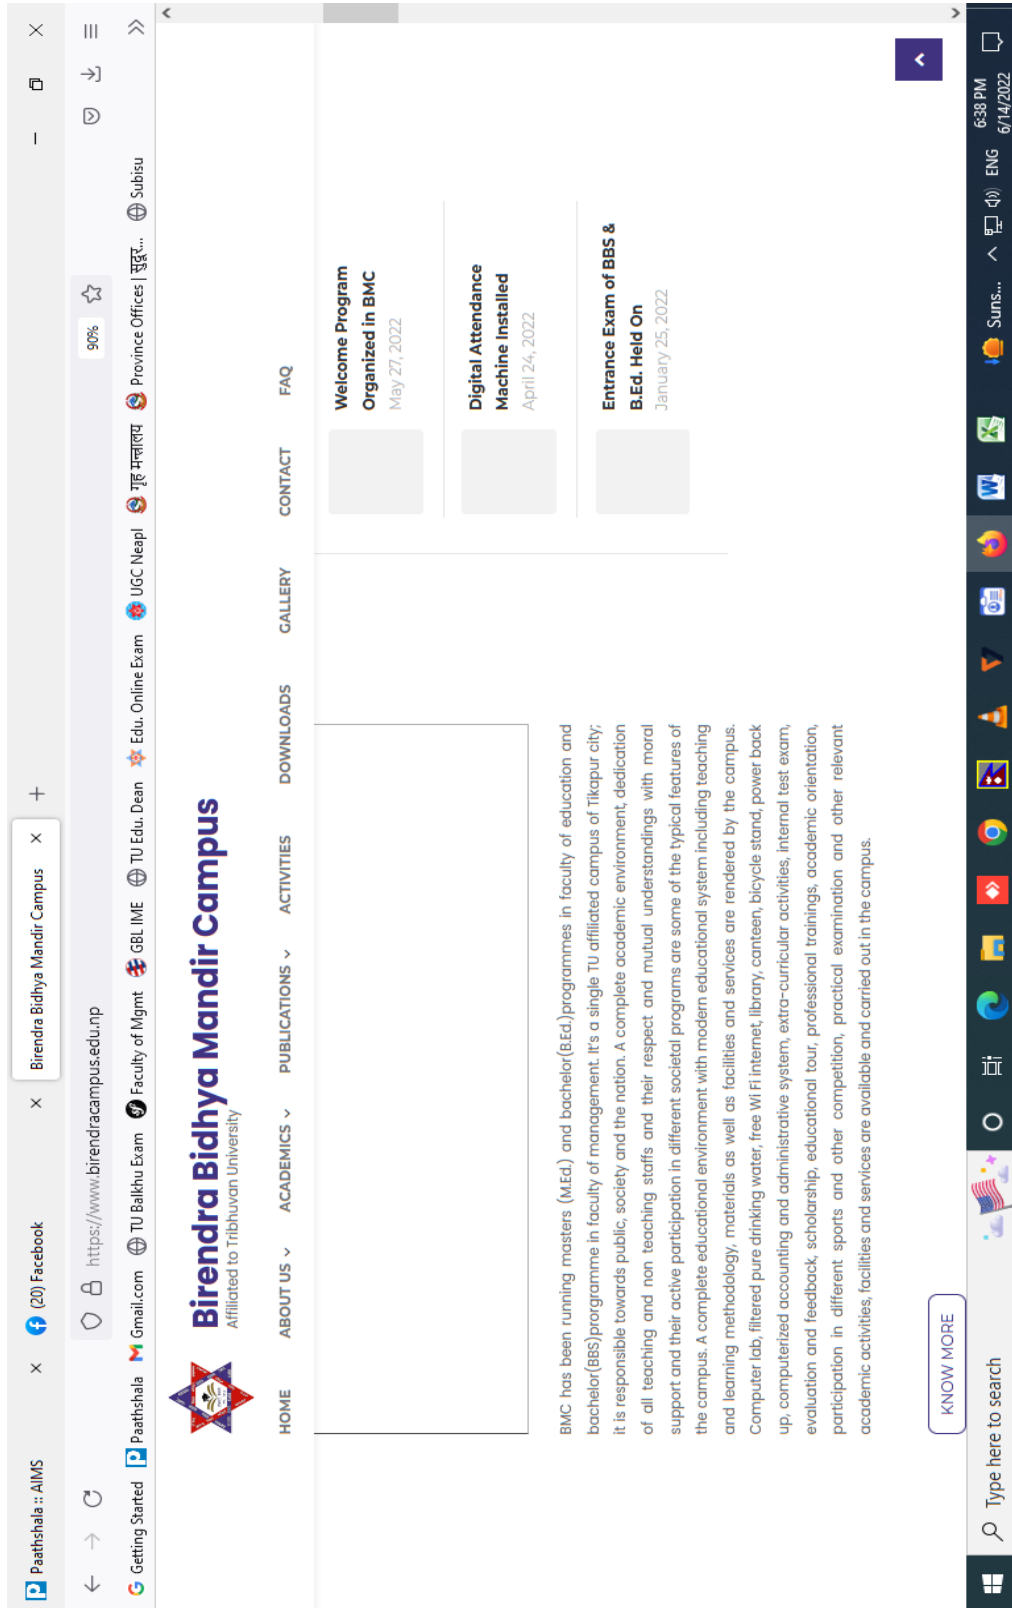 Paathshala :: AIMS
(20) Facebook
Birendra Bidhya Mandir Campus
https://www.birendracampus.edu.np
90%
Getting Started
Paathshala
Gmail.com
TU Balkhu Exam
Faculty of Mgmt
GBL IME
TU Edu. Dean
Edu. Online Exam
UGC Neapl
गृह मन्त्रालय
Province Offices | सुदूर...
Subisu
Birendra Bidhya Mandir Campus
Affiliated to Tribhuvan University
HOME
ABOUT US
ACADEMICS
PUBLICATIONS
ACTIVITIES
DOWNLOADS
GALLERY
CONTACT
FAQ
BMC has been running masters (M.Ed.) and bachelor(B.Ed.)programmes in faculty of education and
bachelor(BBS)prorgramme in faculty of management. It's a single TU affiliated campus of Tikapur city;
it is responsible towards public, society and the nation. A complete academic environment, dedication
of all teaching and non teaching staffs and their respect and mutual understandings with moral
support and their active participation in different societal programs are some of the typical features of
the campus. A complete educational environment with modern educational system including teaching
and learning methodology, materials as well as facilities and services are rendered by the campus.
Computer lab, filtered pure drinking water, free Wi Fi internet, library, canteen, bicycle stand, power back
up, computerized accounting and administrative system, extra-curricular activities, internal test exam,
evaluation and feedback, scholarship, educational tour, professional trainings, academic orientation,
participation in different sports and other competition, practical examination and other relevant
academic activities, facilities and services are available and carried out in the campus.
KNOW MORE
Welcome Program
Organized in BMC
May 27, 2022
Digital Attendance
Machine Installed
April 24, 2022
Entrance Exam of BBS &
B.Ed. Held On
January 25, 2022
Type here to search
Suns...
ENG
6:38 PM
6/14/2022